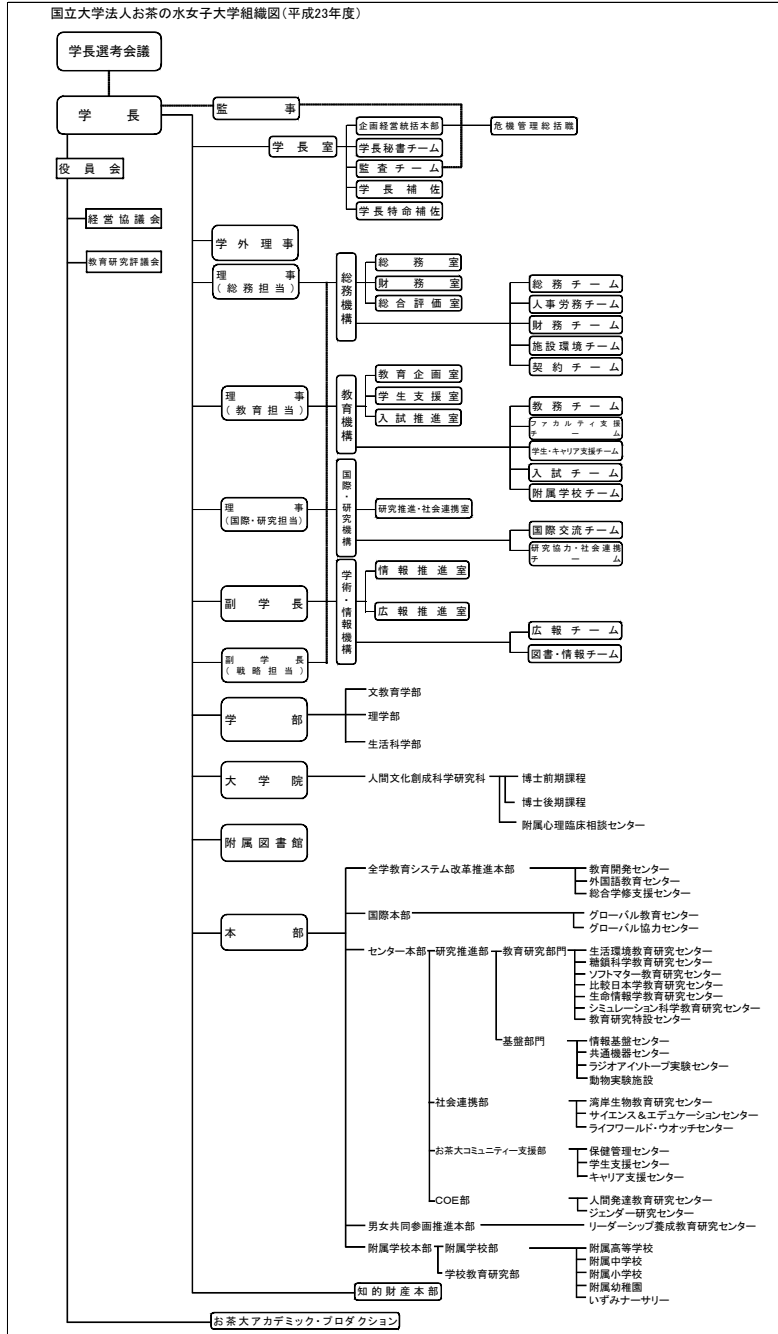 国立大学法人お茶の水女子大学組織図(平成23年度)
学長選考会議
学長
監事
企画経営統括本部
危機管理総括職
学長室
学長秘書チーム
役員会
監査チーム
学長補佐
経営協議会
学長特命補佐
学外理事
教育研究評議会
理事
(総務担当)
総務機構
総務室
財務室
総合評価室
総務チーム
人事労務チーム
財務チーム
施設環境チーム
契約チーム
理事
(教育担当)
教育機構
教育企画室
学生支援室
入試推進室
教務チーム
ファカルティ支援
チーム
学生・キャリア支援チーム
入試チーム
附属学校チーム
理事
(国際・研究担当)
国際・研究機構
研究推進・社会連携室
国際交流チーム
研究協力・社会連携
チーム
副学長
学術・情報機構
情報推進室
広報推進室
広報チーム
図書・情報チーム
副学長
(戦略担当)
学部
文教育学部
理学部
生活科学部
大学院
人間文化創成科学研究科
博士前期課程
博士後期課程
附属心理臨床相談センター
附属図書館
本部
全学教育システム改革推進本部
教育開発センター
外国語教育センター
総合学修支援センター
国際本部
グローバル教育センター
グローバル協力センター
センター本部
研究推進部
教育研究部門
生活環境教育研究センター
糖鎖科学教育研究センター
ソフトマター教育研究センター
比較日本学教育研究センター
生命情報学教育研究センター
シミュレーション科学教育研究センター
教育研究特設センター
基盤部門
情報基盤センター
共通機器センター
ラジオアイソトープ実験センター
動物実験施設
社会連携部
湾岸生物教育研究センター
サイエンス&エデュケーションセンター
ライフワールド・ウオッチセンター
お茶大コミュニティー支援部
保健管理センター
学生支援センター
キャリア支援センター
COE部
人間発達教育研究センター
ジェンダー研究センター
男女共同参画推進本部
リーダーシップ養成教育研究センター
附属学校本部
附属学校部
学校教育研究部
附属高等学校
附属中学校
附属小学校
附属幼稚園
いずみナーサリー
知的財産本部
お茶大アカデミック・プロダクション